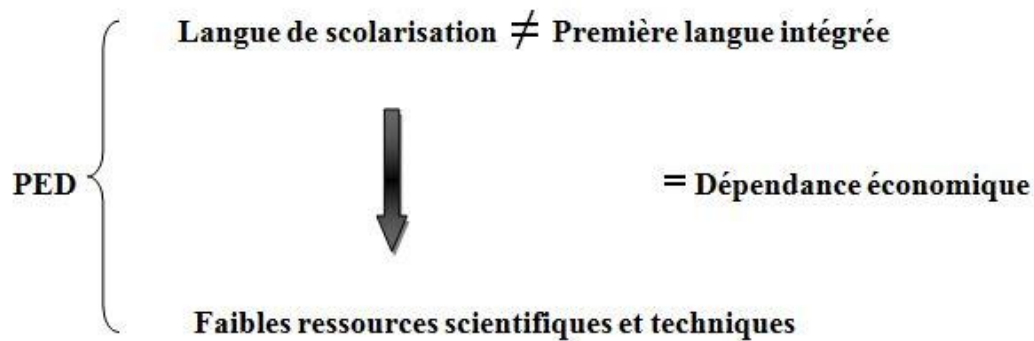 Langue de scolarisation ≠ Première langue intégrée
PED
= Dépendance économique
Faibles ressources scientifiques et techniques